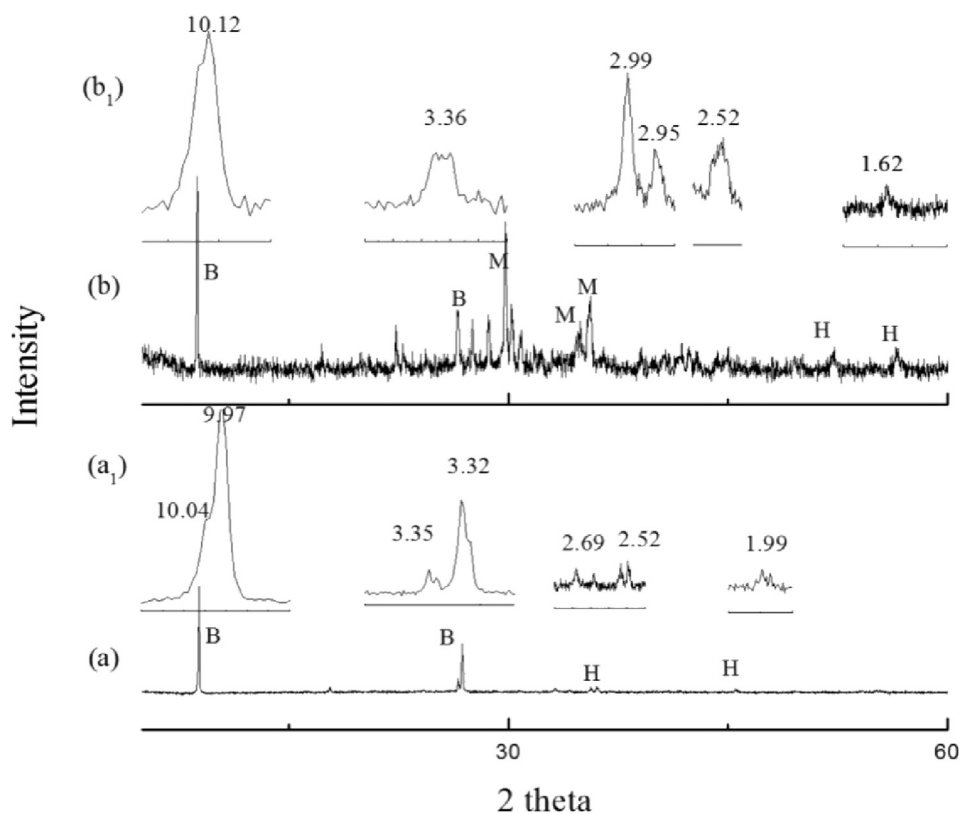 10.12
(b1)
3.36
2.99
2.95
2.52
1.62
B
(b)
B
M
M
M
H
H
Intensity
9.97
(a1)
10.04
3.35
3.32
2.69
2.52
1.99
B
(a)
B
H
H
30
60
2 theta